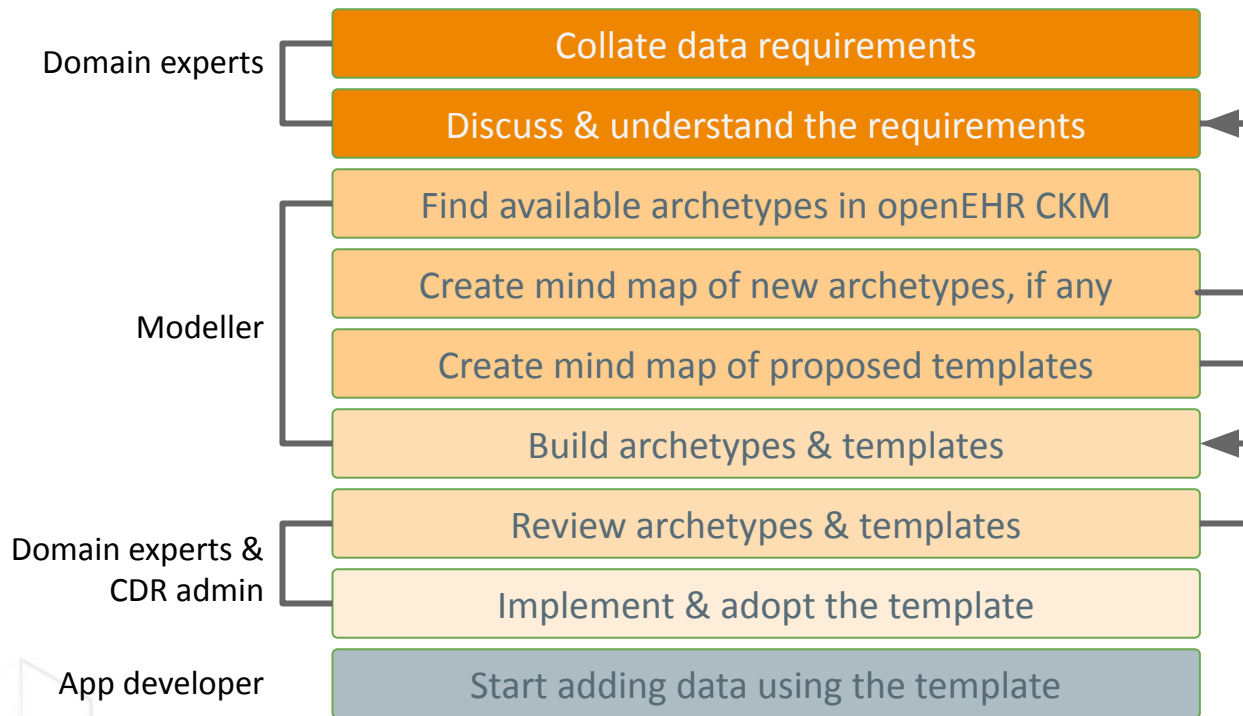 Domain experts
Collate data requirements
Discuss & understand the requirements
Modeller
Find available archetypes in openEHR CKM
Create mind map of new archetypes, if any
Create mind map of proposed templates
Build archetypes & templates
Domain experts &
CDR admin
Review archetypes & templates
Implement & adopt the template
App developer
Start adding data using the template